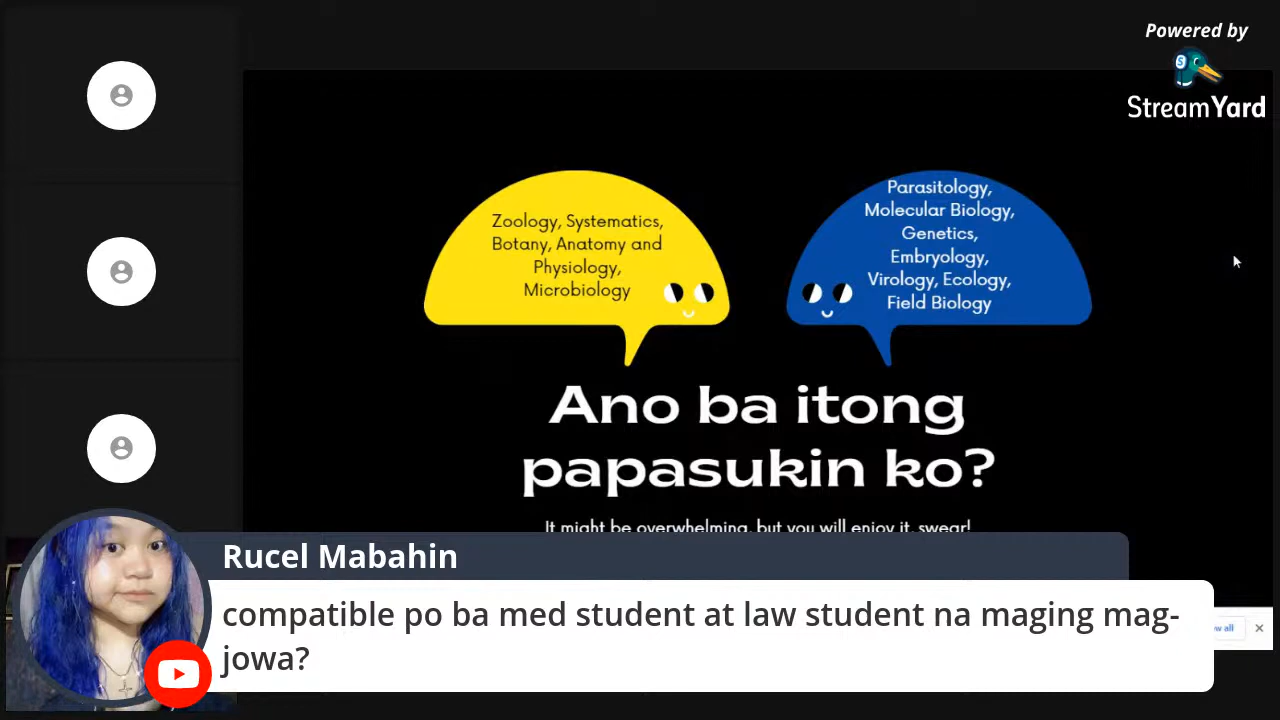 Powered by
StreamYard
Zoology, Systematics,
Botany, Anatomy and
Physiology,
Microbiology
Parasitology,
Molecular Biology,
Genetics,
Embryology,
Virology, Ecology,
Field Biology
Ano ba itong
papasukin ko?
It might be overwhelming, but you will enjoy it, swear!
Rucel Mabahin
compatible po ba med student at law student na maging mag-
jowa?
all